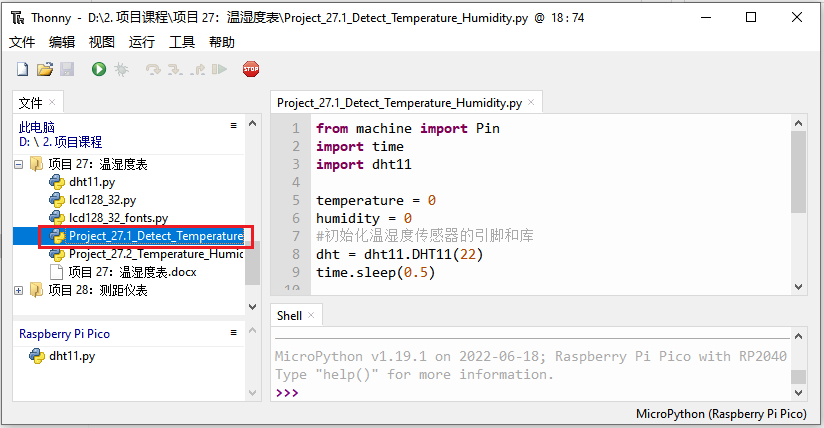 Thonny - D:\2. 项目课程\项目 27：温湿度表\Project_27.1_Detect_Temperature_Humidity.py @ 18 : 74
文件 编辑 视图 运行 工具 帮助
STOP
文件
此电脑
D: \ 2. 项目课程
项目 27：温湿度表
dht11.py
lcd128_32.py
lcd128_32_fonts.py
Project_27.1_Detect_Temperature
Project_27.2_Temperature_Humic
项目 27：温湿度表.docx
项目 28：测距仪表
Raspberry Pi Pico
dht11.py
Project_27.1_Detect_Temperature_Humidity.py
1 from machine import Pin
2 import time
3 import dht11
4
5 temperature = 0
6 humidity = 0
7 #初始化温湿度传感器的引脚和库
8 dht = dht11.DHT11(22)
9 time.sleep(0.5)
10
Shell
MicroPython v1.19.1 on 2022-06-18; Raspberry Pi Pico with RP2040
Type "help()" for more information.
>>>
MicroPython (Raspberry Pi Pico)